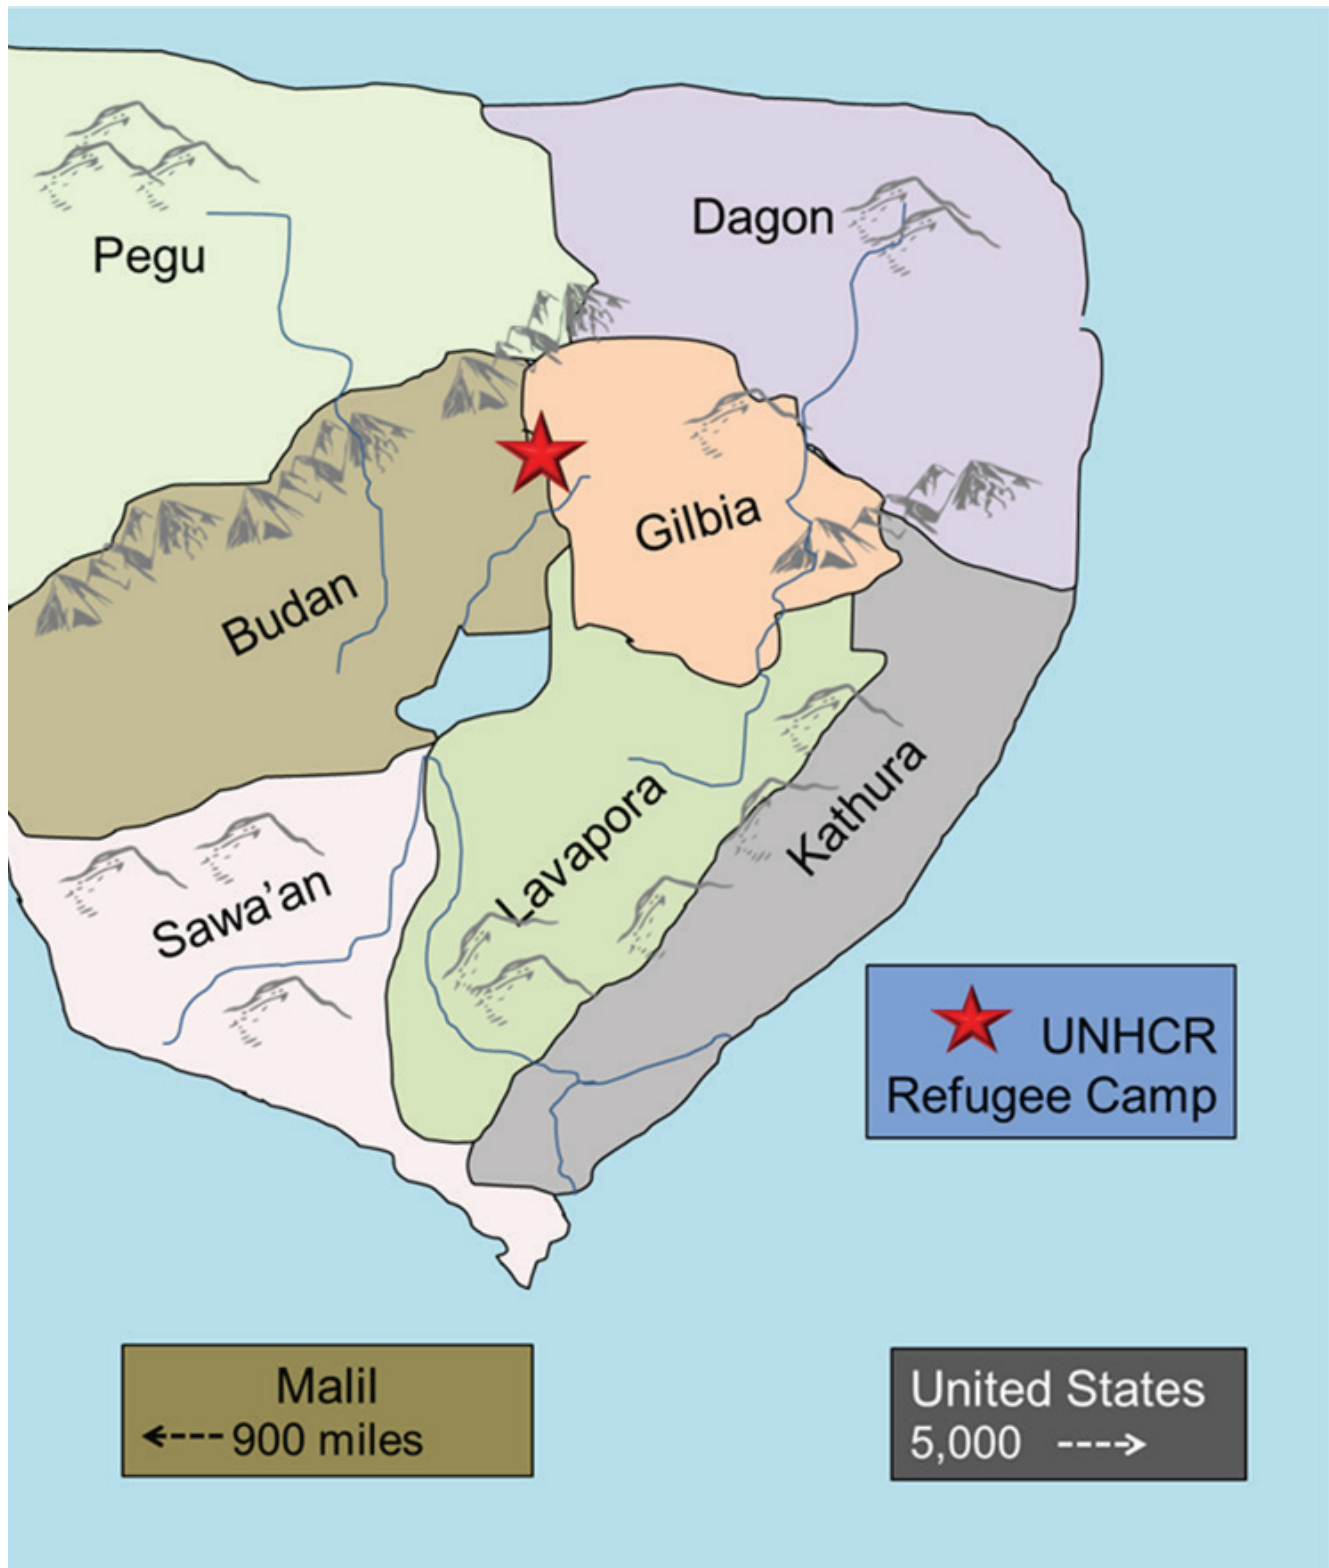 Dagon
Pegu
Gilbia
Budan
Lavapora
Kathura
Sawa'an
UNHCR
Refugee Camp
Malil
<--- 900 miles
United States
5,000 ---->